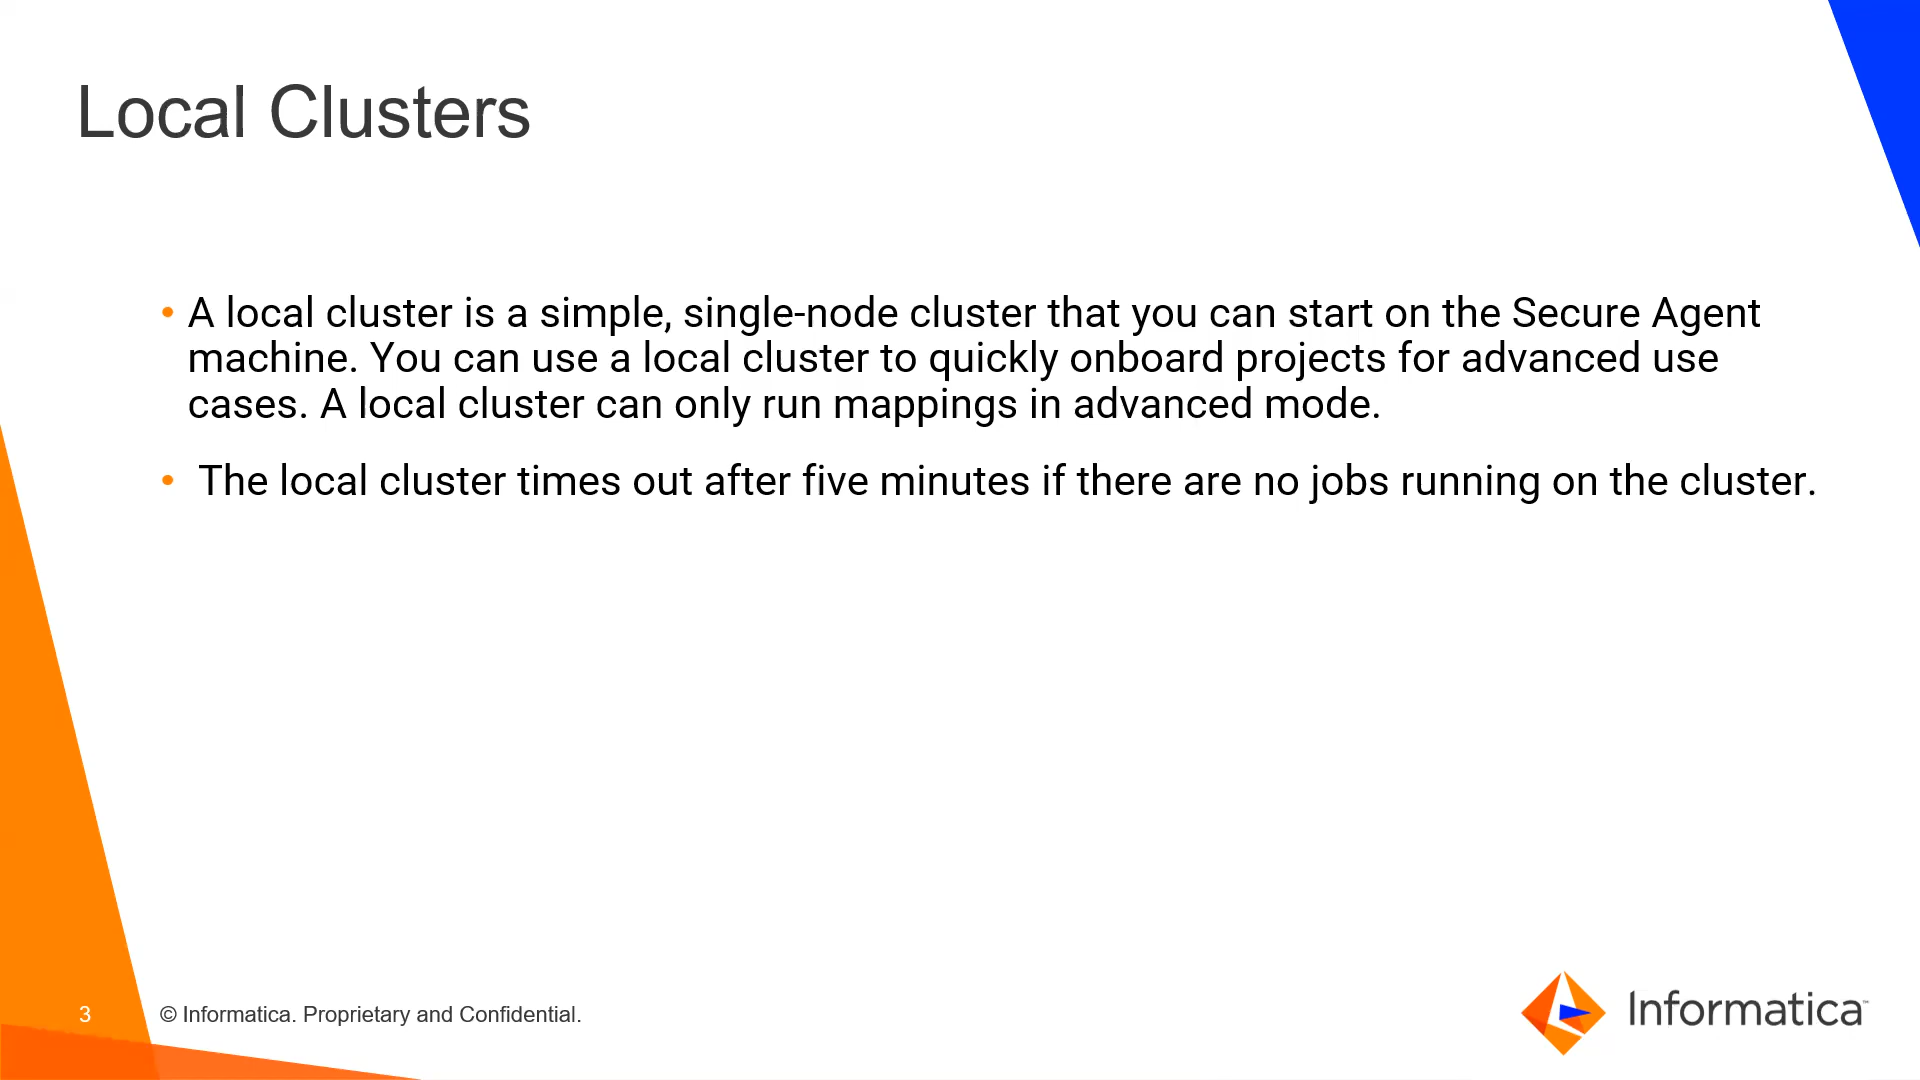 Local Clusters
• A local cluster is a simple, single-node cluster that you can start on the Secure Agent
machine. You can use a local cluster to quickly onboard projects for advanced use
cases. A local cluster can only run mappings in advanced mode.
• The local cluster times out after five minutes if there are no jobs running on the cluster.
3
© Informatica. Proprietary and Confidential.
Informatica™